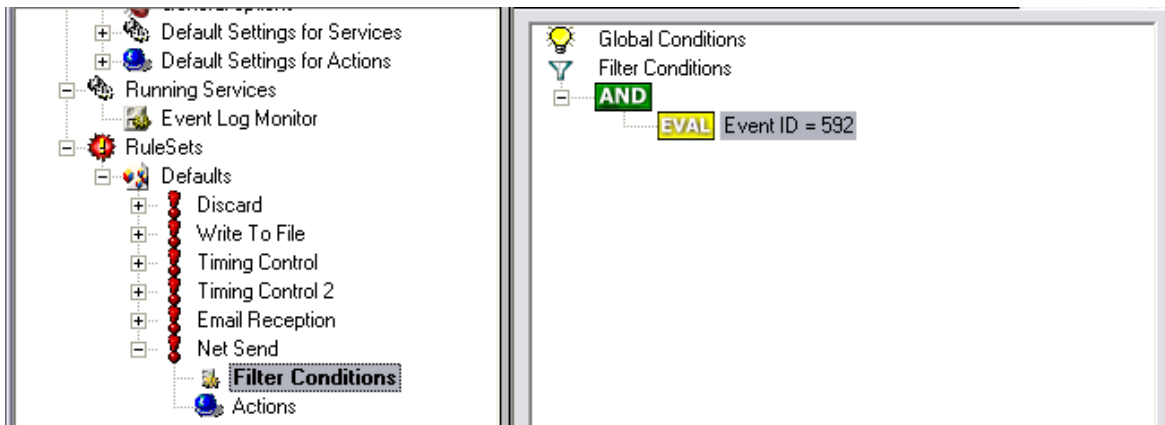 Default Settings for Services
Default Settings for Actions
Running Services
Event Log Monitor
RuleSets
Defaults
Discard
Write To File
Timing Control
Timing Control 2
Email Reception
Net Send
Filter Conditions
Actions
Global Conditions
Filter Conditions
AND
EVAL Event ID = 592